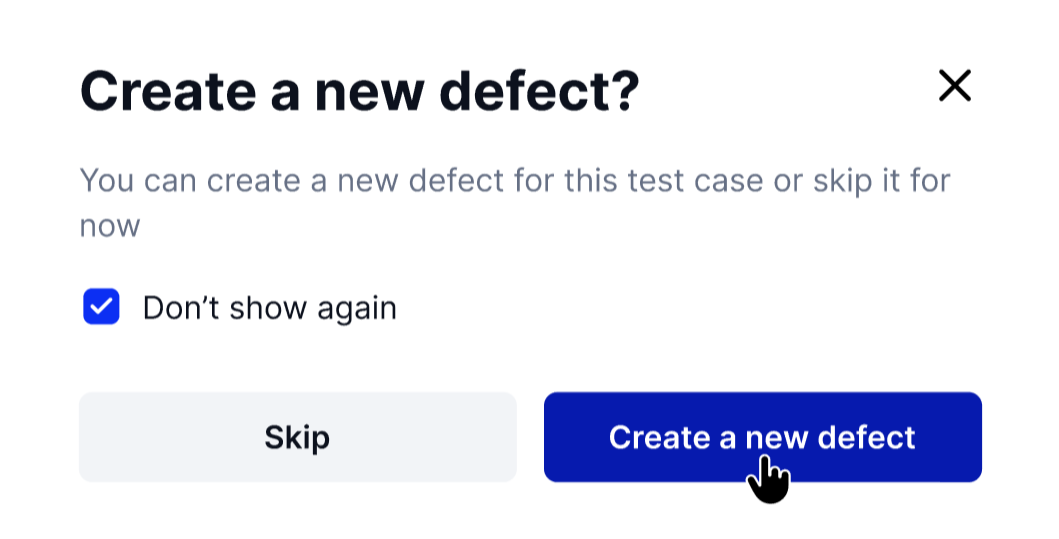 Create a new defect?
You can create a new defect for this test case or skip it for
now
Don’t show again
Skip
Create a new defect